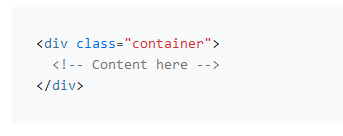 <div class="container">
  <!-- Content here -->
</div>